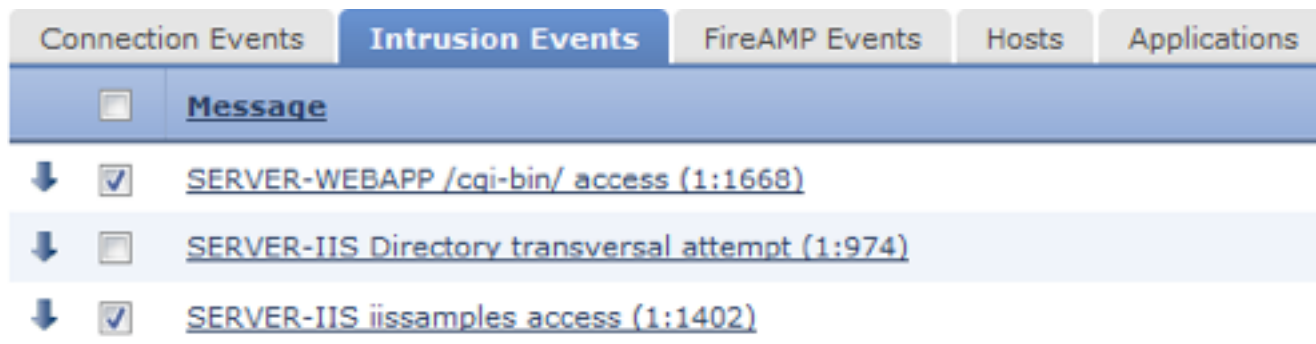 Connection Events Intrusion Events FireAMP Events Hosts Applications
Message
SERVER-WEBAPP /cgi-bin/ access (1:1668)
SERVER-IIS Directory transversal attempt (1:974)
SERVER-IIS iissamples access (1:1402)